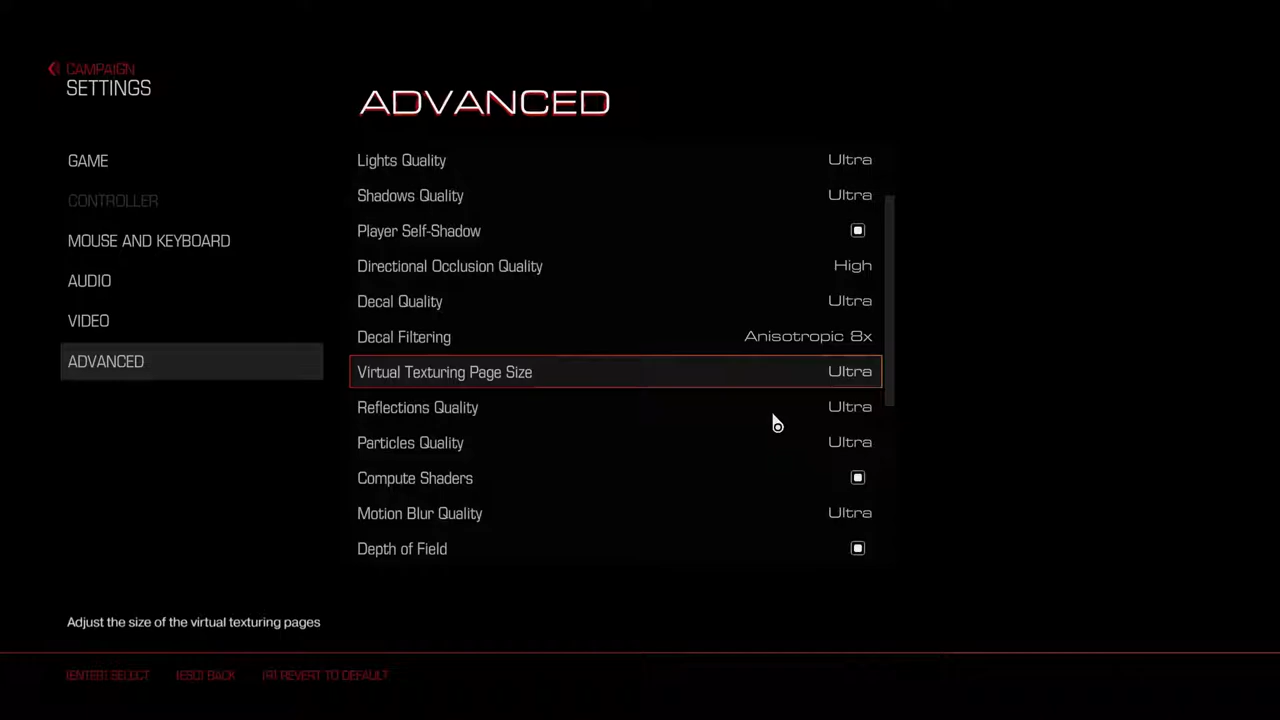 CAMPAIGN
SETTINGS
ADVANCED
GAME
CONTROLLER
MOUSE AND KEYBOARD
AUDIO
VIDEO
ADVANCED
Lights Quality Ultra
Shadows Quality Ultra
Player Self-Shadow
Directional Occlusion Quality High
Decal Quality Ultra
Decal Filtering Anisotropic 8x
Virtual Texturing Page Size Ultra
Reflections Quality Ultra
Particles Quality Ultra
Compute Shaders
Motion Blur Quality Ultra
Depth of Field
Adjust the size of the virtual texturing pages
[ENTER] SELECT [ESC] BACK [R] REVERT TO DEFAULT